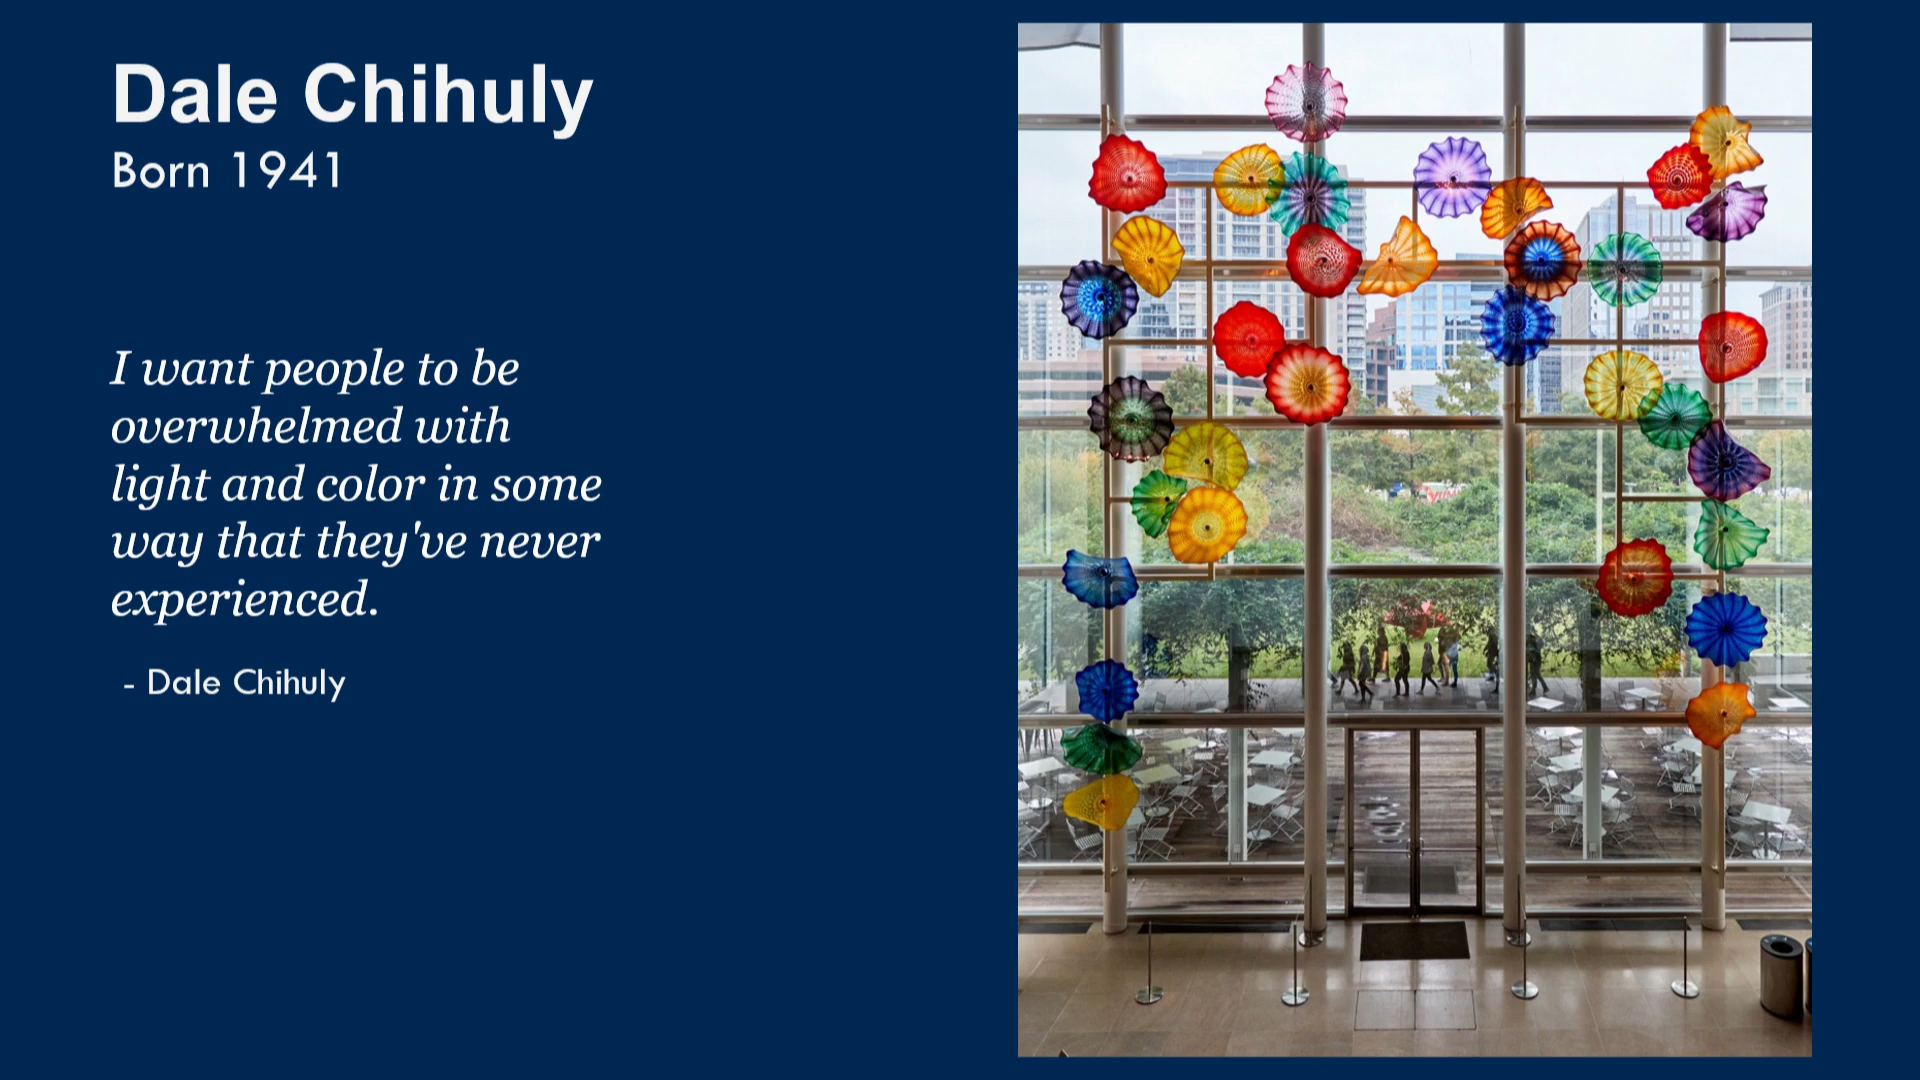 Dale Chihuly
Born 1941
I want people to be
overwhelmed with
light and color in some
way that they've never
experienced.
- Dale Chihuly